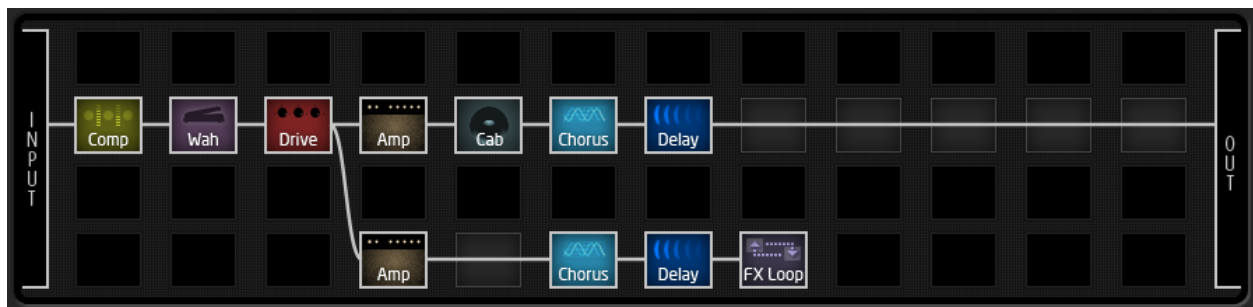 INPUT
Comp
Wah
Drive
Amp
Cab
Chorus
Delay
OUT
Amp
Chorus
Delay
FX Loop